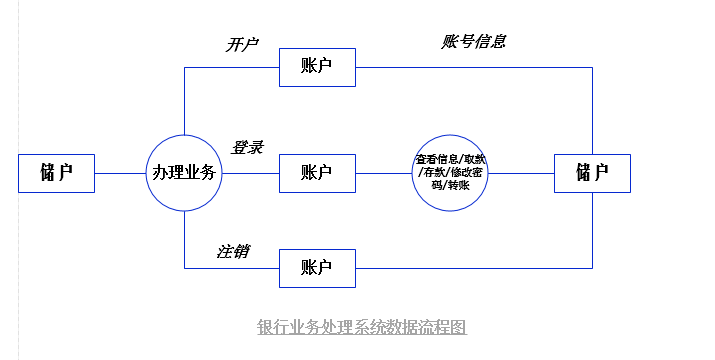 开户
账号信息
账户
登录
储户
办理业务
账户
查看信息/取款
/存款/修改密
码/转账
储户
注销
账户
银行业务处理系统数据流程图